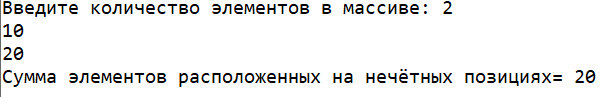 Введите количество элементов в массиве: 2
10
20
Сумма элементов расположенных на нечётных позициях= 20